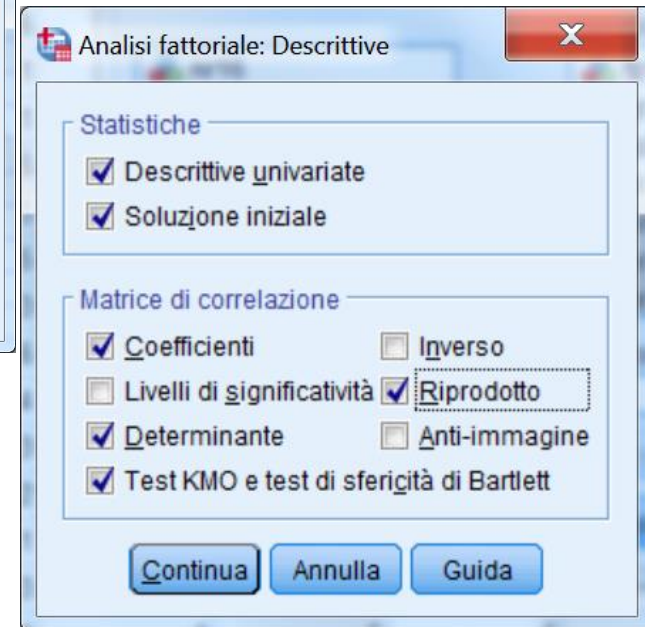 Analisi fattoriale: Descrittive
Statistiche
Descrittive univariate
Soluzione iniziale
Matrice di correlazione
Coefficienti Inverso
Livelli di significatività Riprodotto
Determinante Anti-immagine
Test KMO e test di sfericità di Bartlett
Continua Annulla Guida